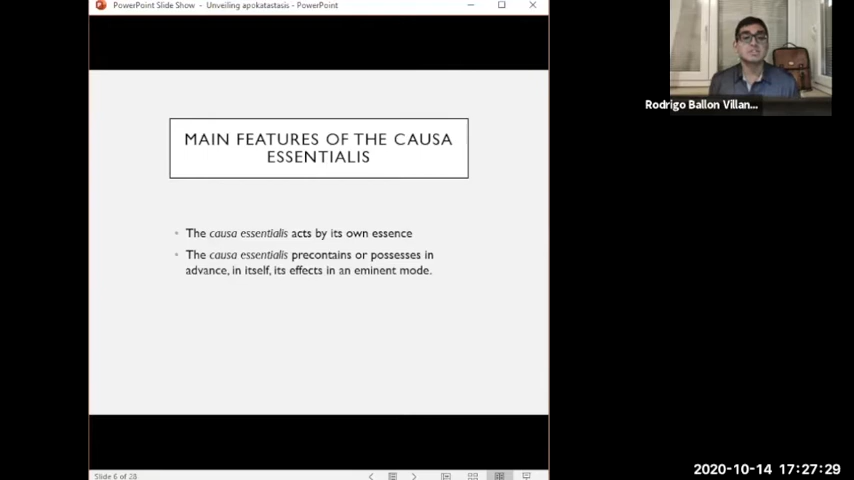 PowerPoint Slide Show - Unveiling apokatastasis - PowerPoint
Rodrigo Ballon Villan...
MAIN FEATURES OF THE CAUSA
ESSENTIALIS
• The causa essentialis acts by its own essence
• The causa essentialis precontains or possesses in
advance, in itself, its effects in an eminent mode.
Slide 6 of 28
2020-10-14 17:27:29